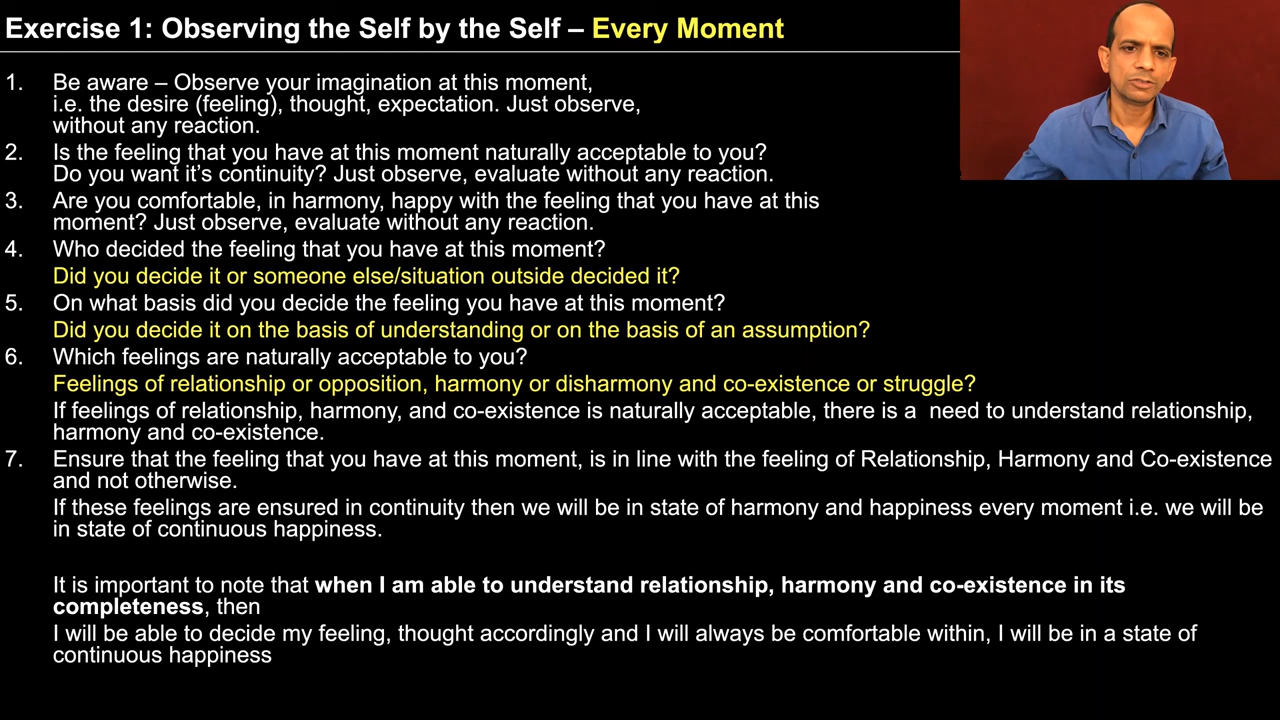 Exercise 1: Observing the Self by the Self – Every Moment
1. Be aware – Observe your imagination at this moment,
i.e. the desire (feeling), thought, expectation. Just observe,
without any reaction.
2. Is the feeling that you have at this moment naturally acceptable to you?
Do you want it's continuity? Just observe, evaluate without any reaction.
3. Are you comfortable, in harmony, happy with the feeling that you have at this
moment? Just observe, evaluate without any reaction.
4. Who decided the feeling that you have at this moment?
Did you decide it or someone else/situation outside decided it?
5. On what basis did you decide the feeling you have at this moment?
Did you decide it on the basis of understanding or on the basis of an assumption?
6. Which feelings are naturally acceptable to you?
Feelings of relationship or opposition, harmony or disharmony and co-existence or struggle?
If feelings of relationship, harmony, and co-existence is naturally acceptable, there is a need to understand relationship,
harmony and co-existence.
7. Ensure that the feeling that you have at this moment, is in line with the feeling of Relationship, Harmony and Co-existence
and not otherwise.
If these feelings are ensured in continuity then we will be in state of harmony and happiness every moment i.e. we will be
in state of continuous happiness.
It is important to note that when I am able to understand relationship, harmony and co-existence in its
completeness, then
I will be able to decide my feeling, thought accordingly and I will always be comfortable within, I will be in a state of
continuous happiness